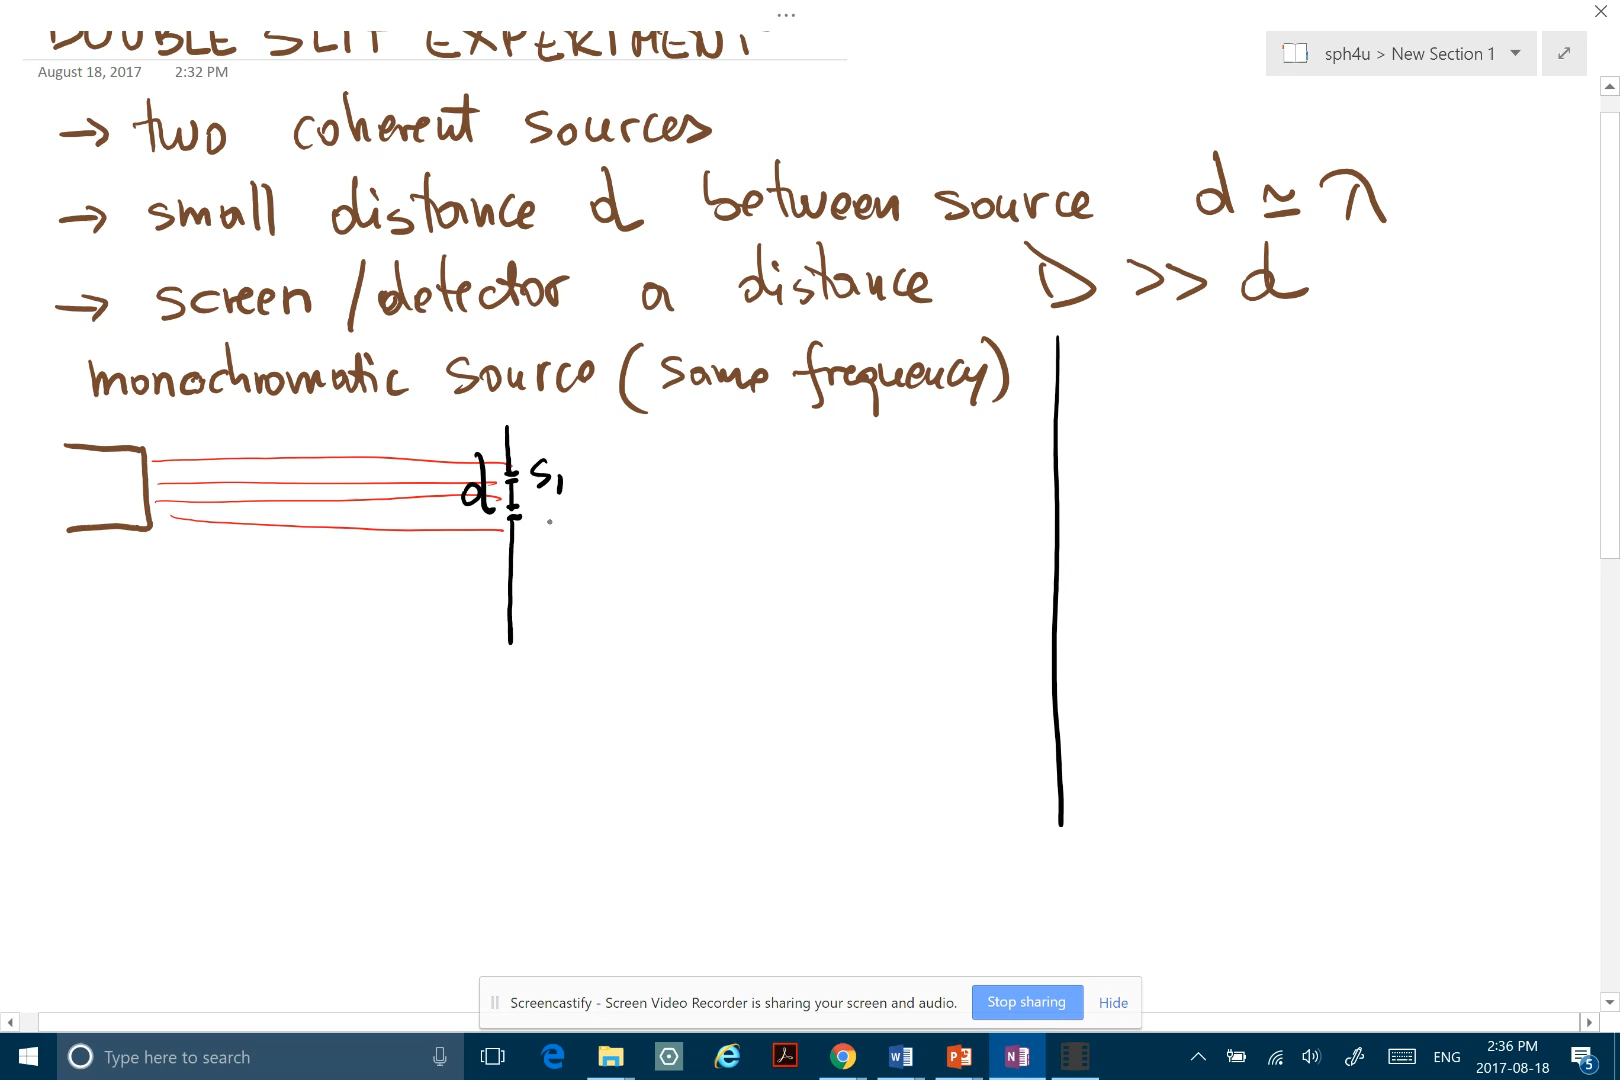 DOUBLE SLIT EXPERIMENT
sph4u > New Section 1
August 18, 2017 2:32 PM
→ two coherent sources
→ small distance d between source d ≃ λ
→ screen / detector a distance D >> d
monochromatic source (same frequency)
d S1
Screencastify - Screen Video Recorder is sharing your screen and audio. Stop sharing Hide
Type here to search
ENG
2:36 PM
2017-08-18
5